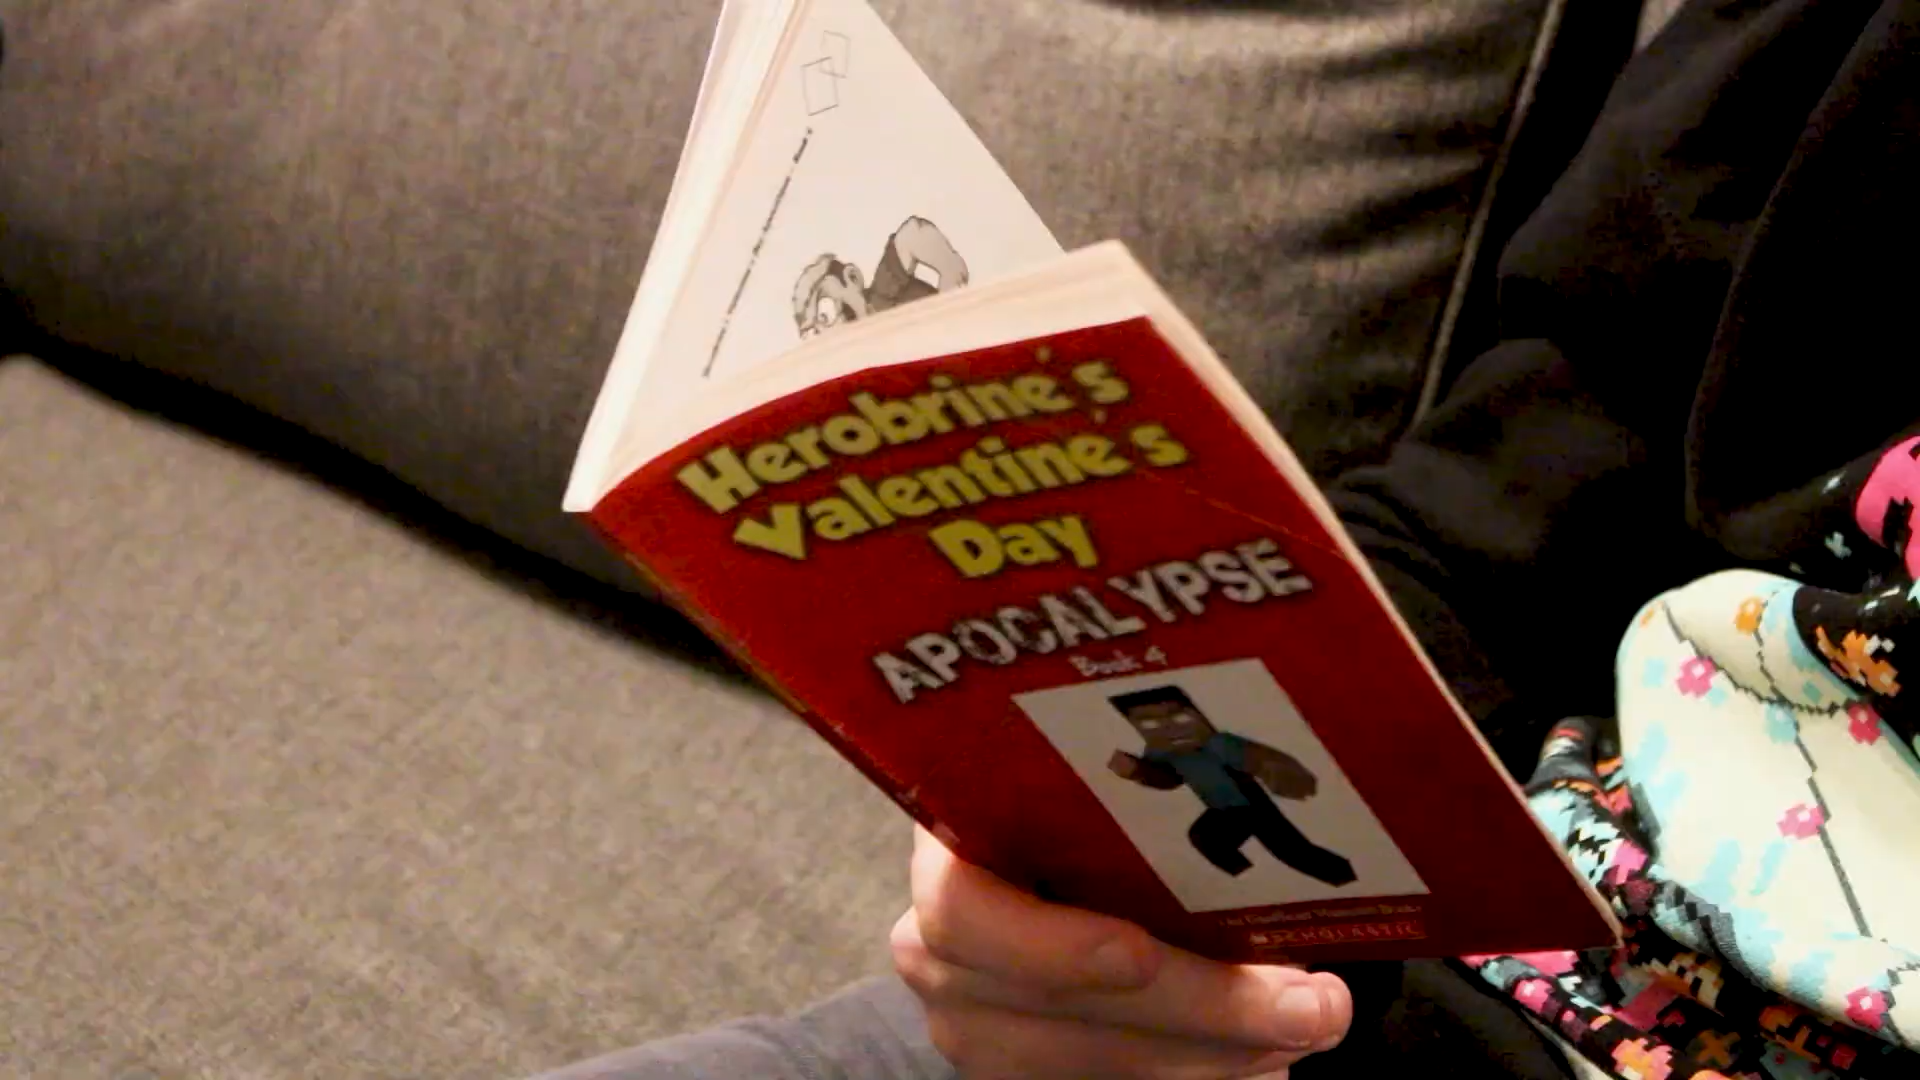 Herobrine's
Valentine's
Day
APOCALYPSE
Book 4
SCHOLASTIC